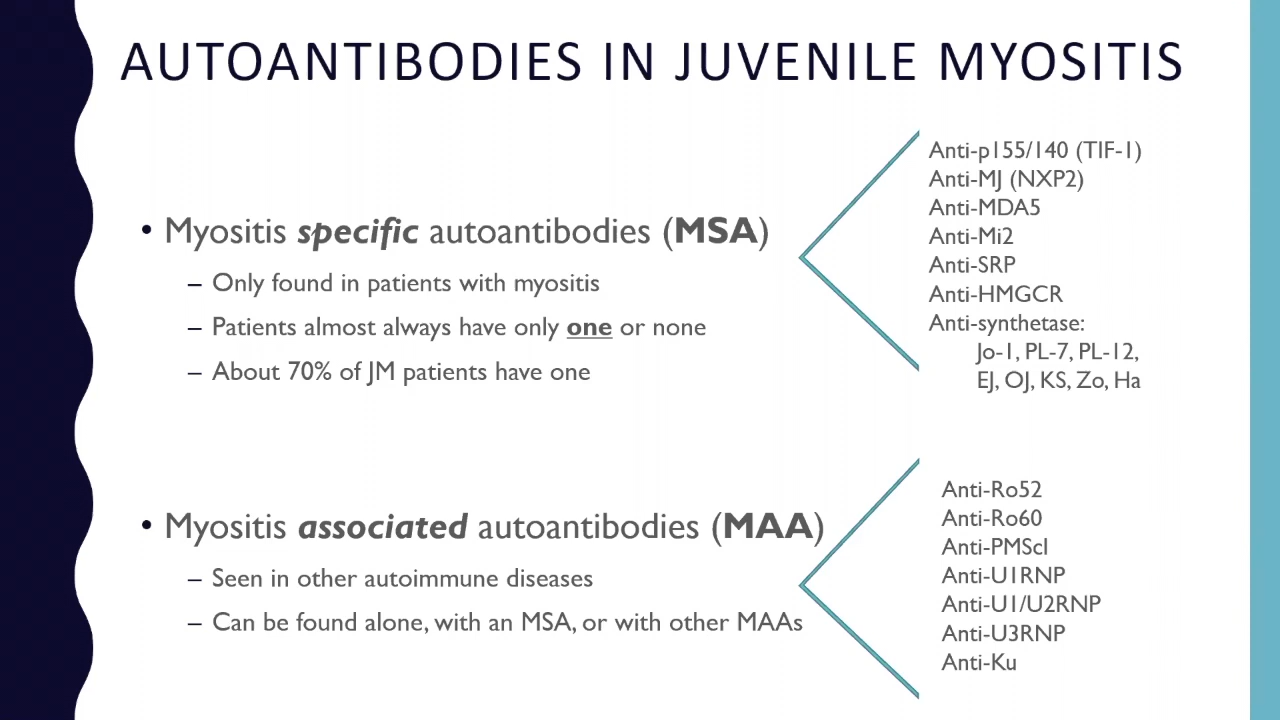 AUTOANTIBODIES IN JUVENILE MYOSITIS
• Myositis specific autoantibodies (MSA)
– Only found in patients with myositis
– Patients almost always have only one or none
– About 70% of JM patients have one
Anti-p155/140 (TIF-1)
Anti-MJ (NXP2)
Anti-MDA5
Anti-Mi2
Anti-SRP
Anti-HMGCR
Anti-synthetase:
Jo-1, PL-7, PL-12,
EJ, OJ, KS, Zo, Ha
• Myositis associated autoantibodies (MAA)
– Seen in other autoimmune diseases
– Can be found alone, with an MSA, or with other MAAs
Anti-Ro52
Anti-Ro60
Anti-PMScl
Anti-U1RNP
Anti-U1/U2RNP
Anti-U3RNP
Anti-Ku